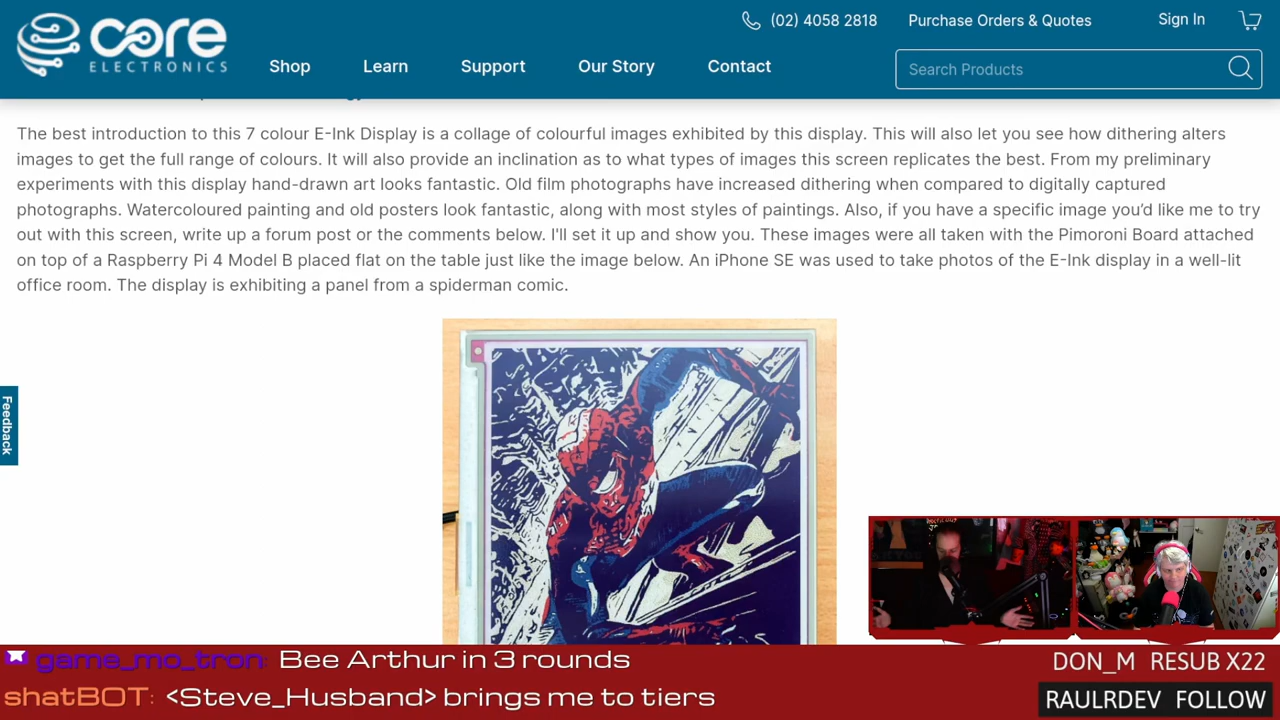 core
ELECTRONICS
(02) 4058 2818
Purchase Orders & Quotes
Sign In
Shop
Learn
Support
Our Story
Contact
Search Products
The best introduction to this 7 colour E-Ink Display is a collage of colourful images exhibited by this display. This will also let you see how dithering alters
images to get the full range of colours. It will also provide an inclination as to what types of images this screen replicates the best. From my preliminary
experiments with this display hand-drawn art looks fantastic. Old film photographs have increased dithering when compared to digitally captured
photographs. Watercoloured painting and old posters look fantastic, along with most styles of paintings. Also, if you have a specific image you'd like me to try
out with this screen, write up a forum post or the comments below. I'll set it up and show you. These images were all taken with the Pimoroni Board attached
on top of a Raspberry Pi 4 Model B placed flat on the table just like the image below. An iPhone SE was used to take photos of the E-Ink display in a well-lit
office room. The display is exhibiting a panel from a spiderman comic.
Feedback
game_mo_tron: Bee Arthur in 3 rounds
shatBOT: <Steve_Husband> brings me to tiers
DON_M RESUB X22
RAULRDEV FOLLOW